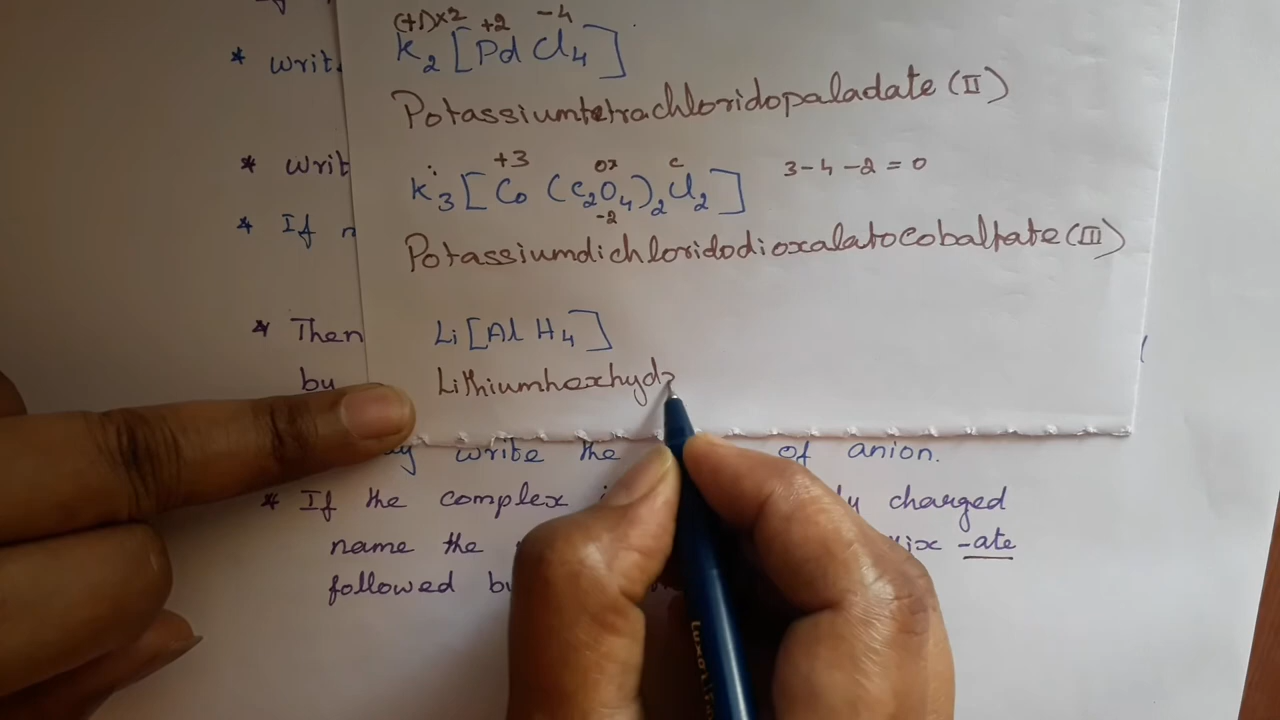 * Writ
(+1)×2 +2 -4
K2[PdCl4]
Potassiumtetrachloridopaladate (II)
* Writ
+3 ox c 3-4-2=0
K3[Co(C2O4)2Cl2]
-2
* If n
Potassiumdichloridodioxalatocobaltate(III)
* Then Li[AlH4]
by Lithiumhexhyd
write the of anion.
* If the complex i charged
name the -ate
followed by